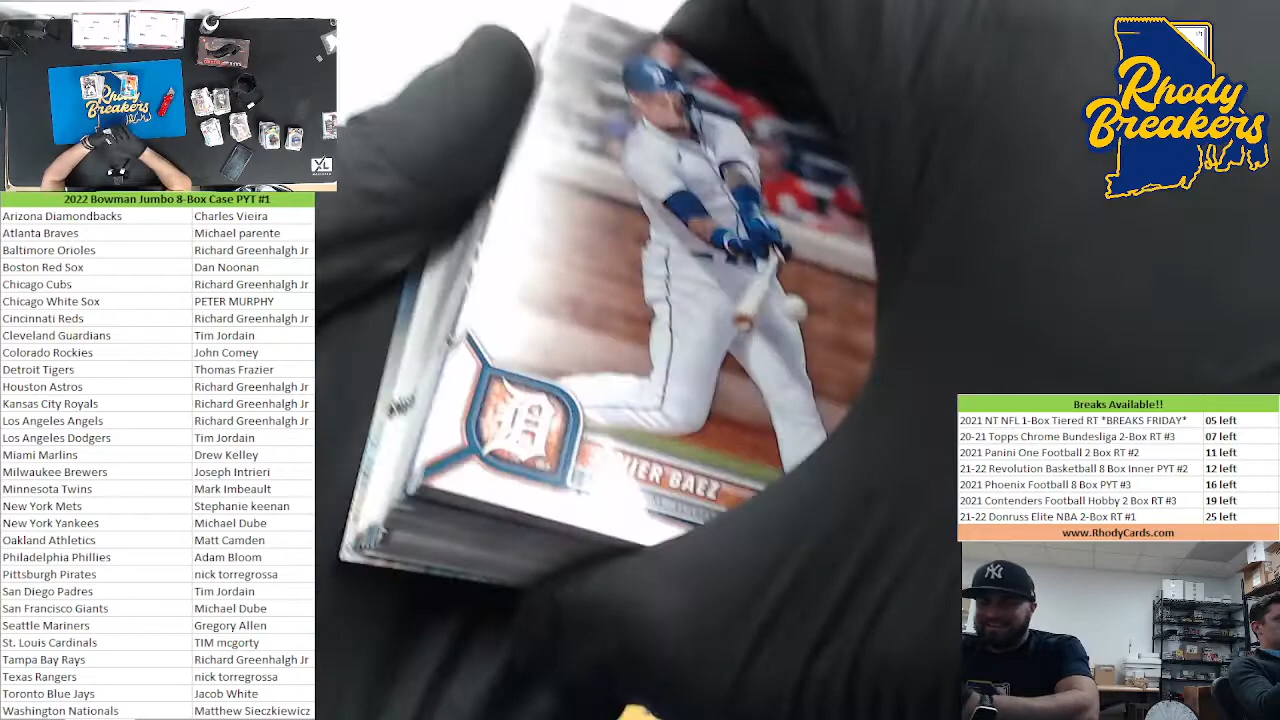 Rhody
Breakers
2022 Bowman Jumbo 8-Box Case PYT #1
Arizona Diamondbacks Charles Vieira
Atlanta Braves Michael parente
Baltimore Orioles Richard Greenhalgh Jr
Boston Red Sox Dan Noonan
Chicago Cubs Richard Greenhalgh Jr
Chicago White Sox PETER MURPHY
Cincinnati Reds Richard Greenhalgh Jr
Cleveland Guardians Tim Jordain
Colorado Rockies John Comey
Detroit Tigers Thomas Frazier
Houston Astros Richard Greenhalgh Jr
Kansas City Royals Richard Greenhalgh Jr
Los Angeles Angels Richard Greenhalgh Jr
Los Angeles Dodgers Tim Jordain
Miami Marlins Drew Kelley
Milwaukee Brewers Joseph Intrieri
Minnesota Twins Mark Imbeault
New York Mets Stephanie keenan
New York Yankees Michael Dube
Oakland Athletics Matt Camden
Philadelphia Phillies Adam Bloom
Pittsburgh Pirates nick torregrossa
San Diego Padres Tim Jordain
San Francisco Giants Michael Dube
Seattle Mariners Gregory Allen
St. Louis Cardinals TIM mcgorty
Tampa Bay Rays Richard Greenhalgh Jr
Texas Rangers nick torregrossa
Toronto Blue Jays Jacob White
Washington Nationals Matthew Sieczkiewicz
BAEZ
Rhody
Breakers
Breaks Available!!
2021 NT NFL 1-Box Tiered RT *BREAKS FRIDAY* 05 left
20-21 Topps Chrome Bundesliga 2-Box RT #3 07 left
2021 Panini One Football 2 Box RT #2 11 left
21-22 Revolution Basketball 8 Box Inner PYT #2 12 left
2021 Phoenix Football 8 Box PYT #3 16 left
2021 Contenders Football Hobby 2 Box RT #3 19 left
21-22 Donruss Elite NBA 2-Box RT #1 25 left
www.RhodyCards.com